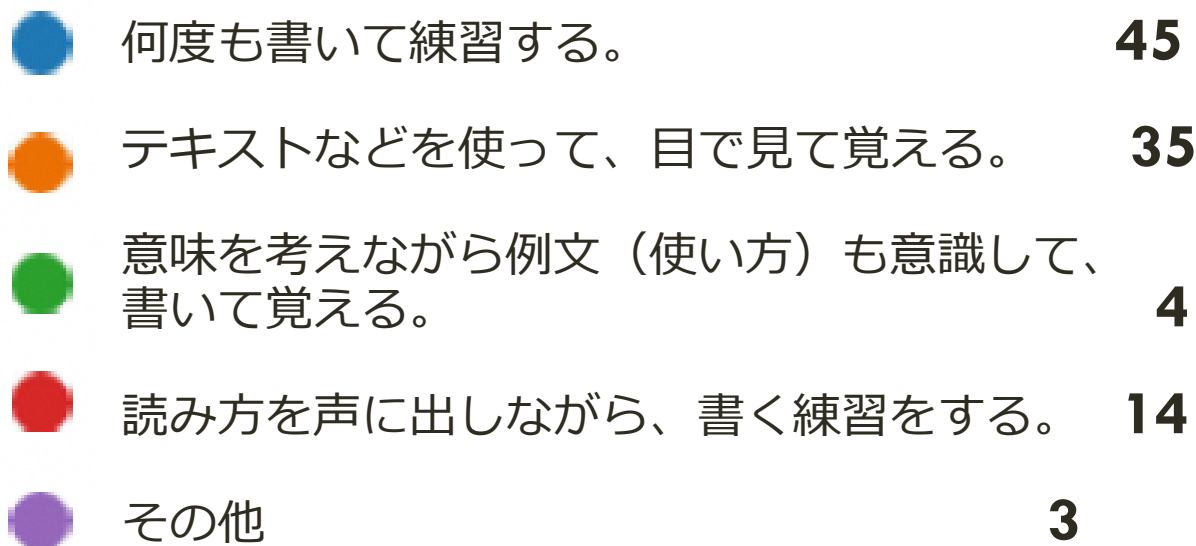 何度も書いて練習する。 45
テキストなどを使って、目で見て覚える。 35
意味を考えながら例文（使い方）も意識して、
書いて覚える。 4
読み方を声に出しながら、書く練習をする。 14
その他 3